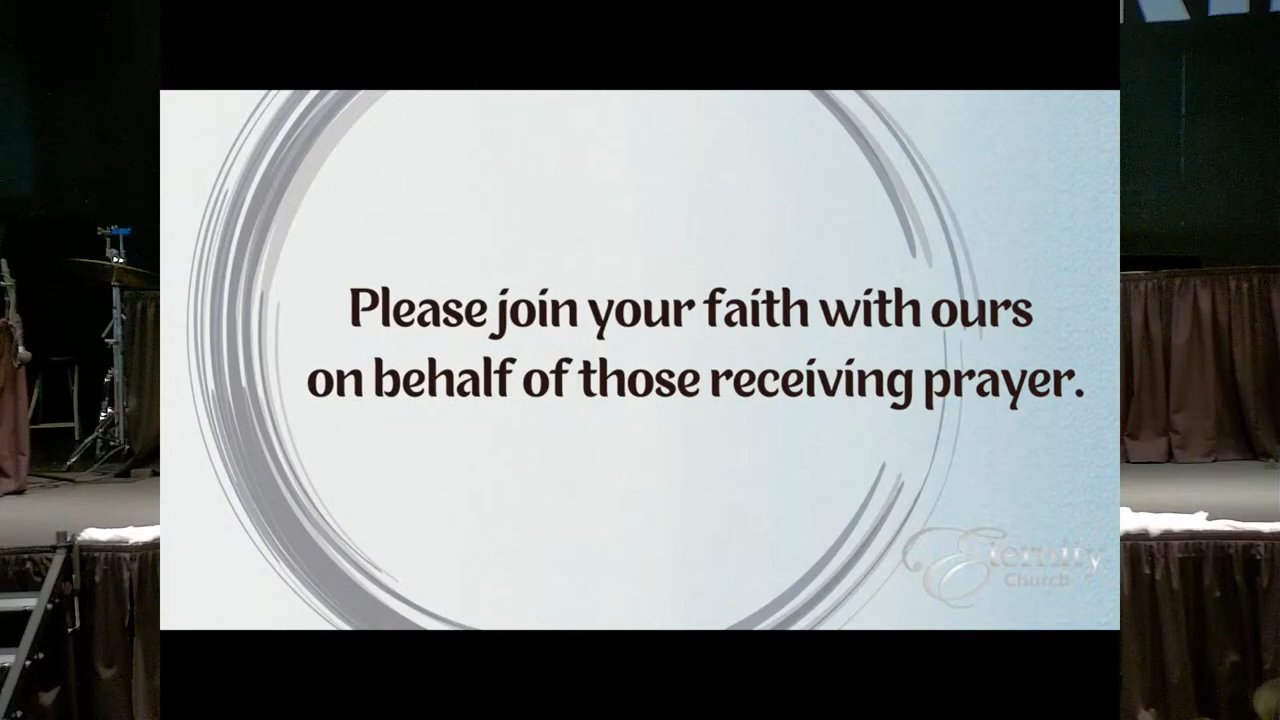 Please join your faith with ours
on behalf of those receiving prayer.
Eternity
Church